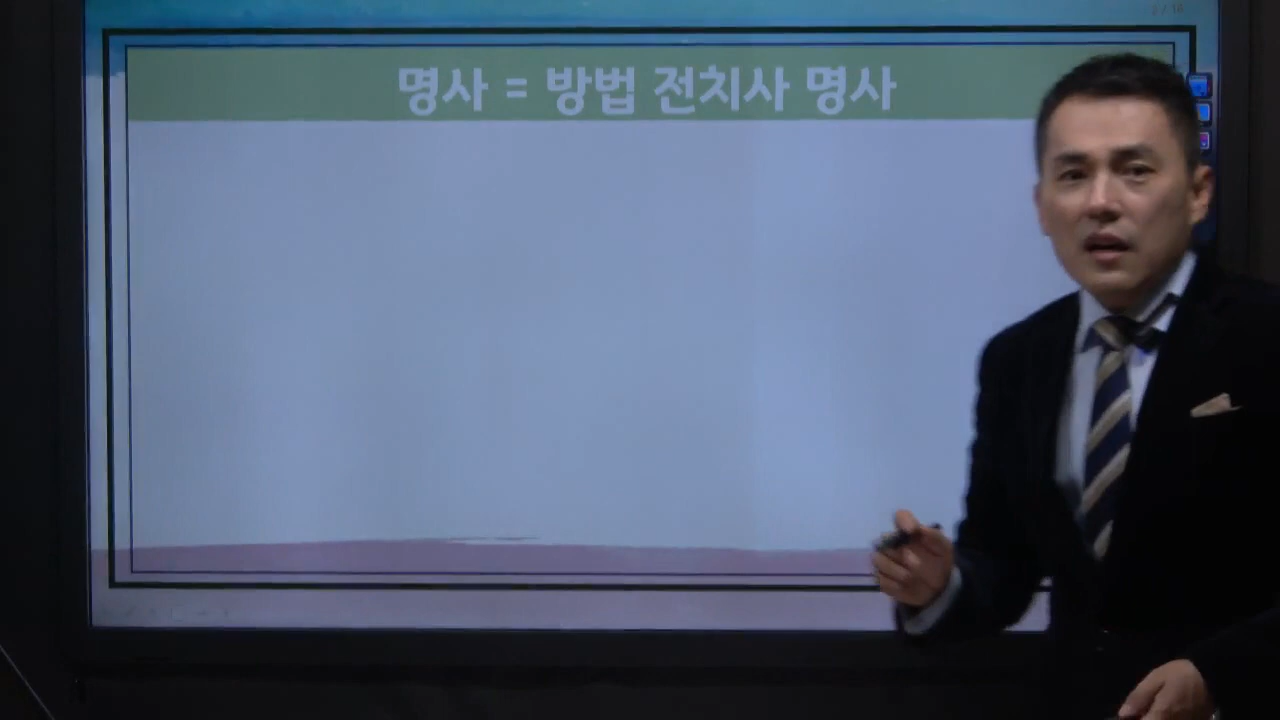 명사 = 방법 전치사 명사